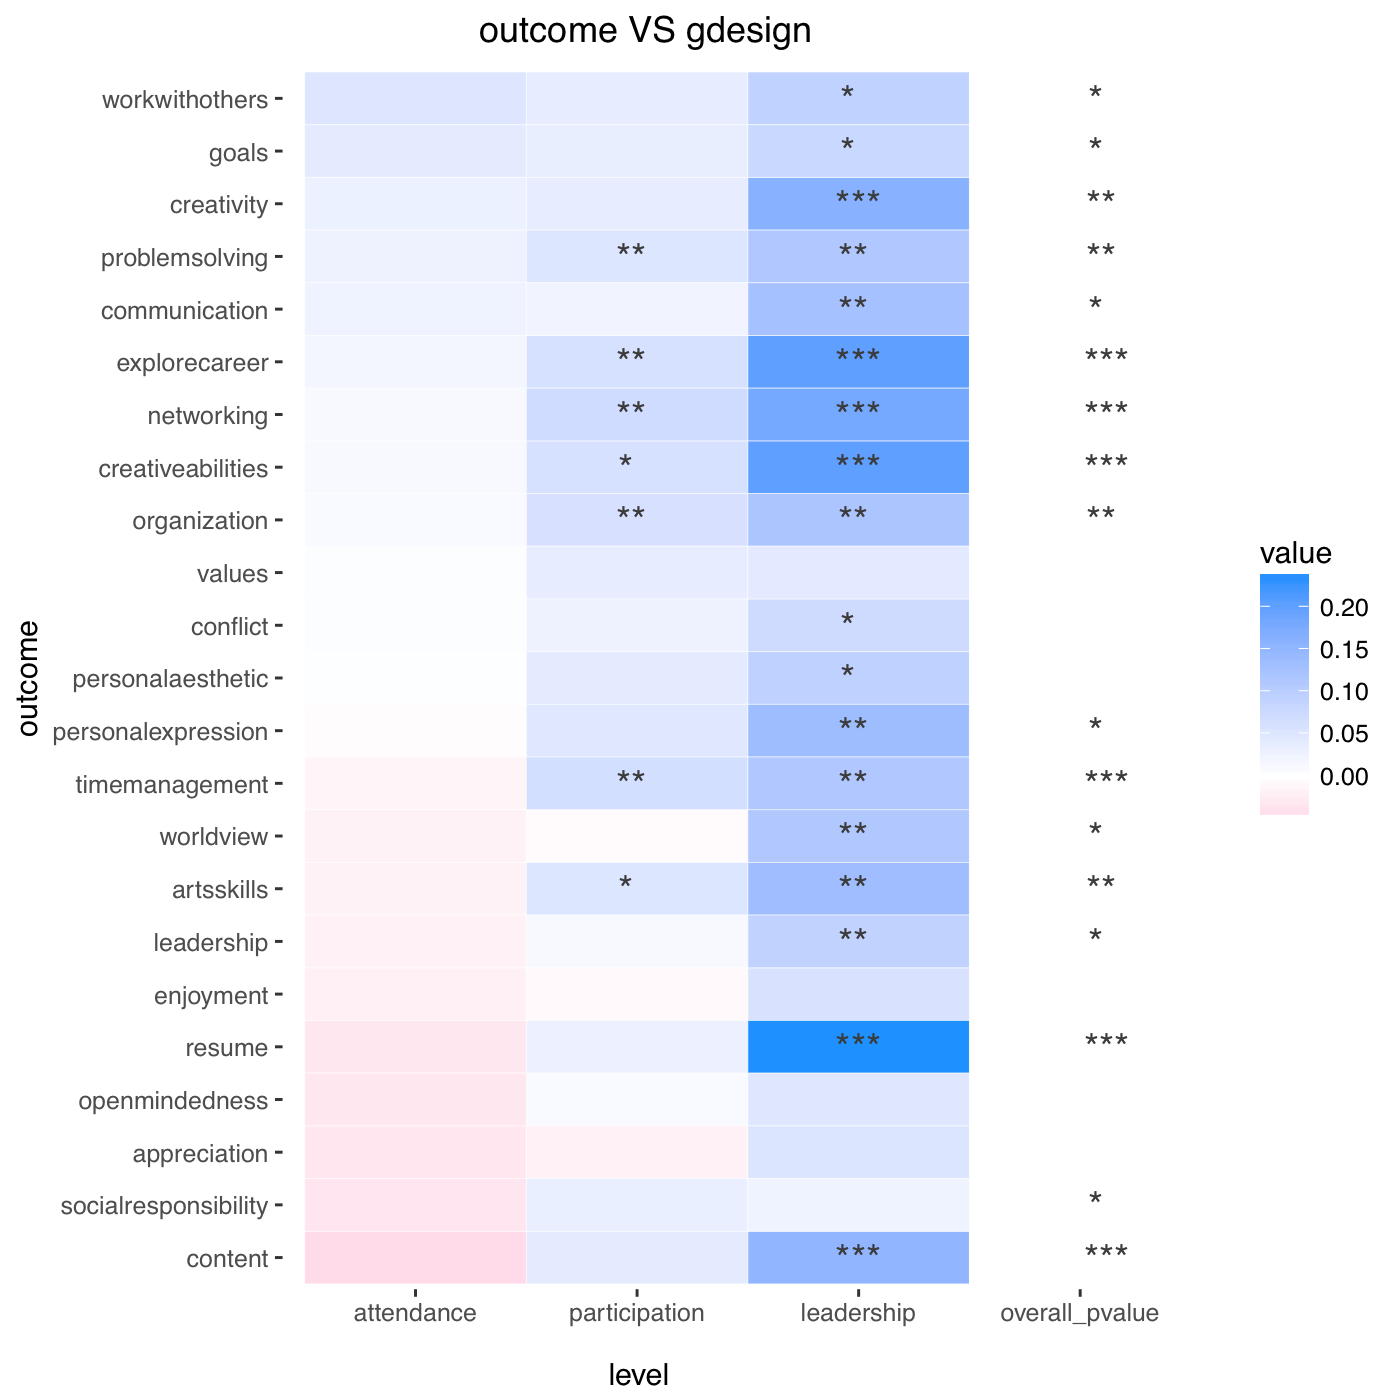 outcome VS gdesign
workwithothers * *
goals * *
creativity *** **
problemsolving ** ** **
communication ** *
explorecareer ** *** ***
networking ** *** ***
creativeabilities * *** ***
organization ** ** **
values
conflict *
personalaesthetic *
personalexpression ** *
timemanagement ** ** ***
worldview ** *
artsskills * ** **
leadership ** *
enjoyment
resume *** ***
openmindedness
appreciation
socialresponsibility *
content *** ***
outcome
attendance participation leadership overall_pvalue
level
value
0.20
0.15
0.10
0.05
0.00